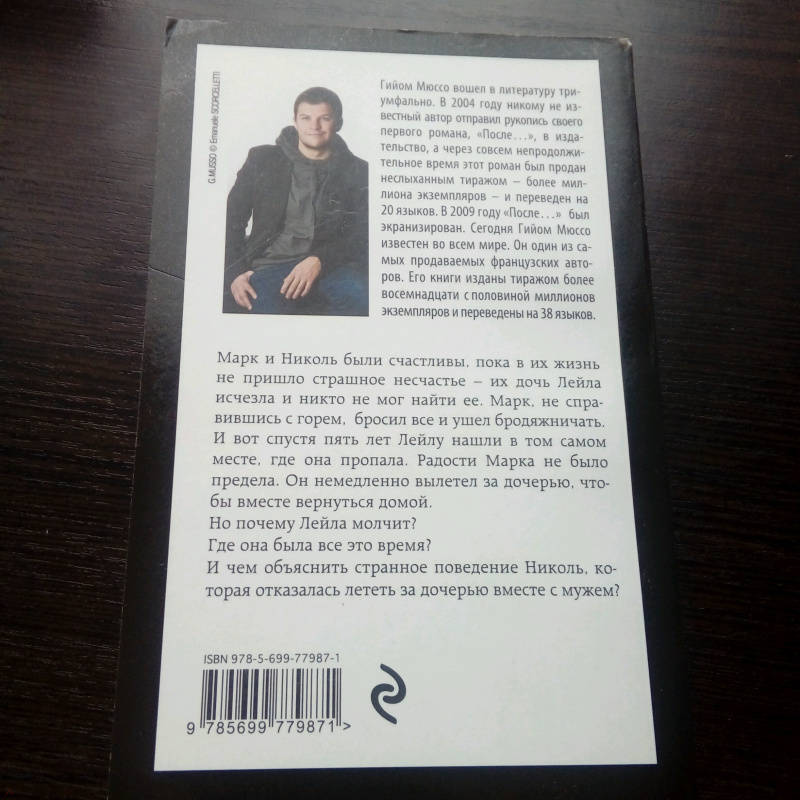 G.MUSSO © Emanuele SCORCELLETTI
Гийом Мюссо вошел в литературу три-
умфально. В 2004 году никому не из-
вестный автор отправил рукопись своего
первого романа, «После…», в изда-
тельство, а через совсем непродолжи-
тельное время этот роман был продан
неслыханным тиражом – более мил-
лиона экземпляров – и переведен на
20 языков. В 2009 году «После…» был
экранизирован. Сегодня Гийом Мюссо
известен во всем мире. Он один из са-
мых продаваемых французских авто-
ров. Его книги изданы тиражом более
восемнадцати с половиной миллионов
экземпляров и переведены на 38 языков.
Марк и Николь были счастливы, пока в их жизнь
не пришло страшное несчастье – их дочь Лейла
исчезла и никто не мог найти ее. Марк, не спра-
вившись с горем, бросил все и ушел бродяжничать.
И вот спустя пять лет Лейлу нашли в том самом
месте, где она пропала. Радости Марка не было
предела. Он немедленно вылетел за дочерью, что-
бы вместе вернуться домой.
Но почему Лейла молчит?
Где она была все это время?
И чем объяснить странное поведение Николь, ко-
торая отказалась лететь за дочерью вместе с мужем?
ISBN 978-5-699-77987-1
9 785699 779871 >